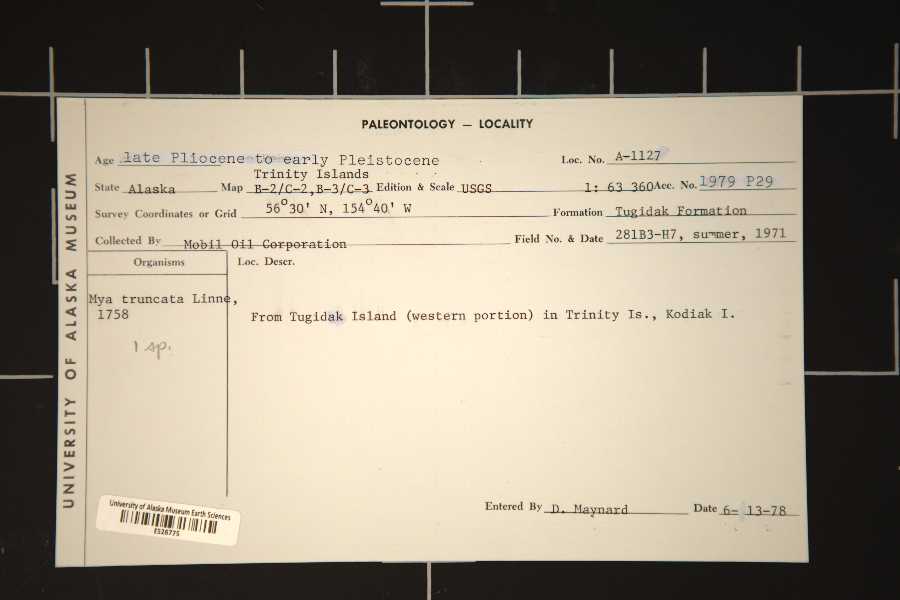 PALEONTOLOGY — LOCALITY
Age late Pliocene to early Pleistocene Loc. No. A-1127
Trinity Islands
State Alaska Map B-2/C-2,B-3/C-3 Edition & Scale USGS 1: 63 360 Acc. No. 1979 P29
Survey Coordinates or Grid 56°30' N, 154°40' W Formation Tugidak Formation
Collected By Mobil Oil Corporation Field No. & Date 281B3-H7, summer, 1971
Organisms Loc. Descr.
Mya truncata Linne,
1758
From Tugidak Island (western portion) in Trinity Is., Kodiak I.
1 sp.
Entered By D. Maynard Date 6- 13-78
UNIVERSITY OF ALASKA MUSEUM
University of Alaska Museum Earth Sciences
ES26775